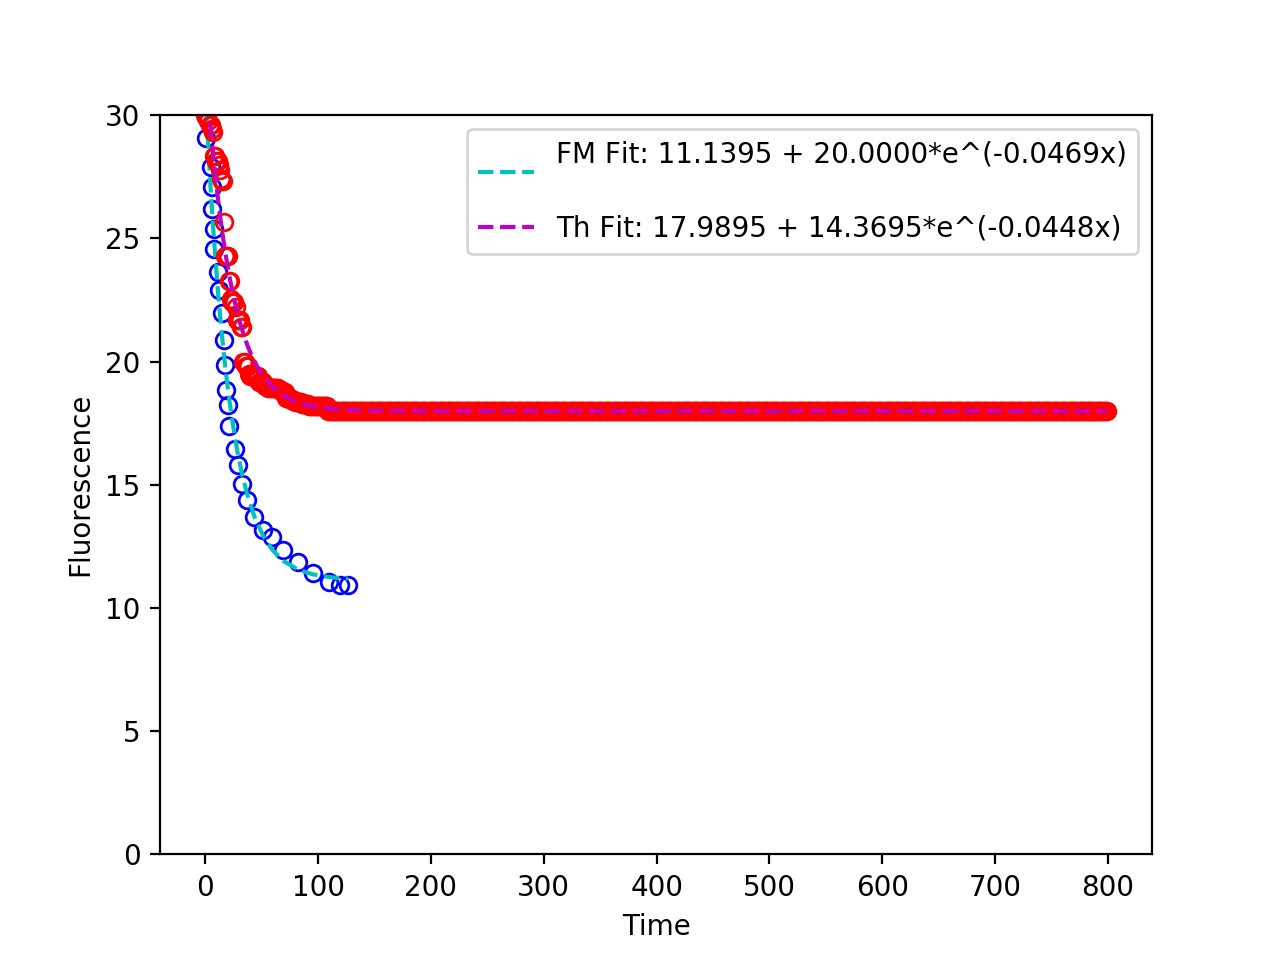 30
25
20
15
10
5
0
Fluorescence
FM Fit: 11.1395 + 20.0000*e^(-0.0469x)
Th Fit: 17.9895 + 14.3695*e^(-0.0448x)
0 100 200 300 400 500 600 700 800
Time